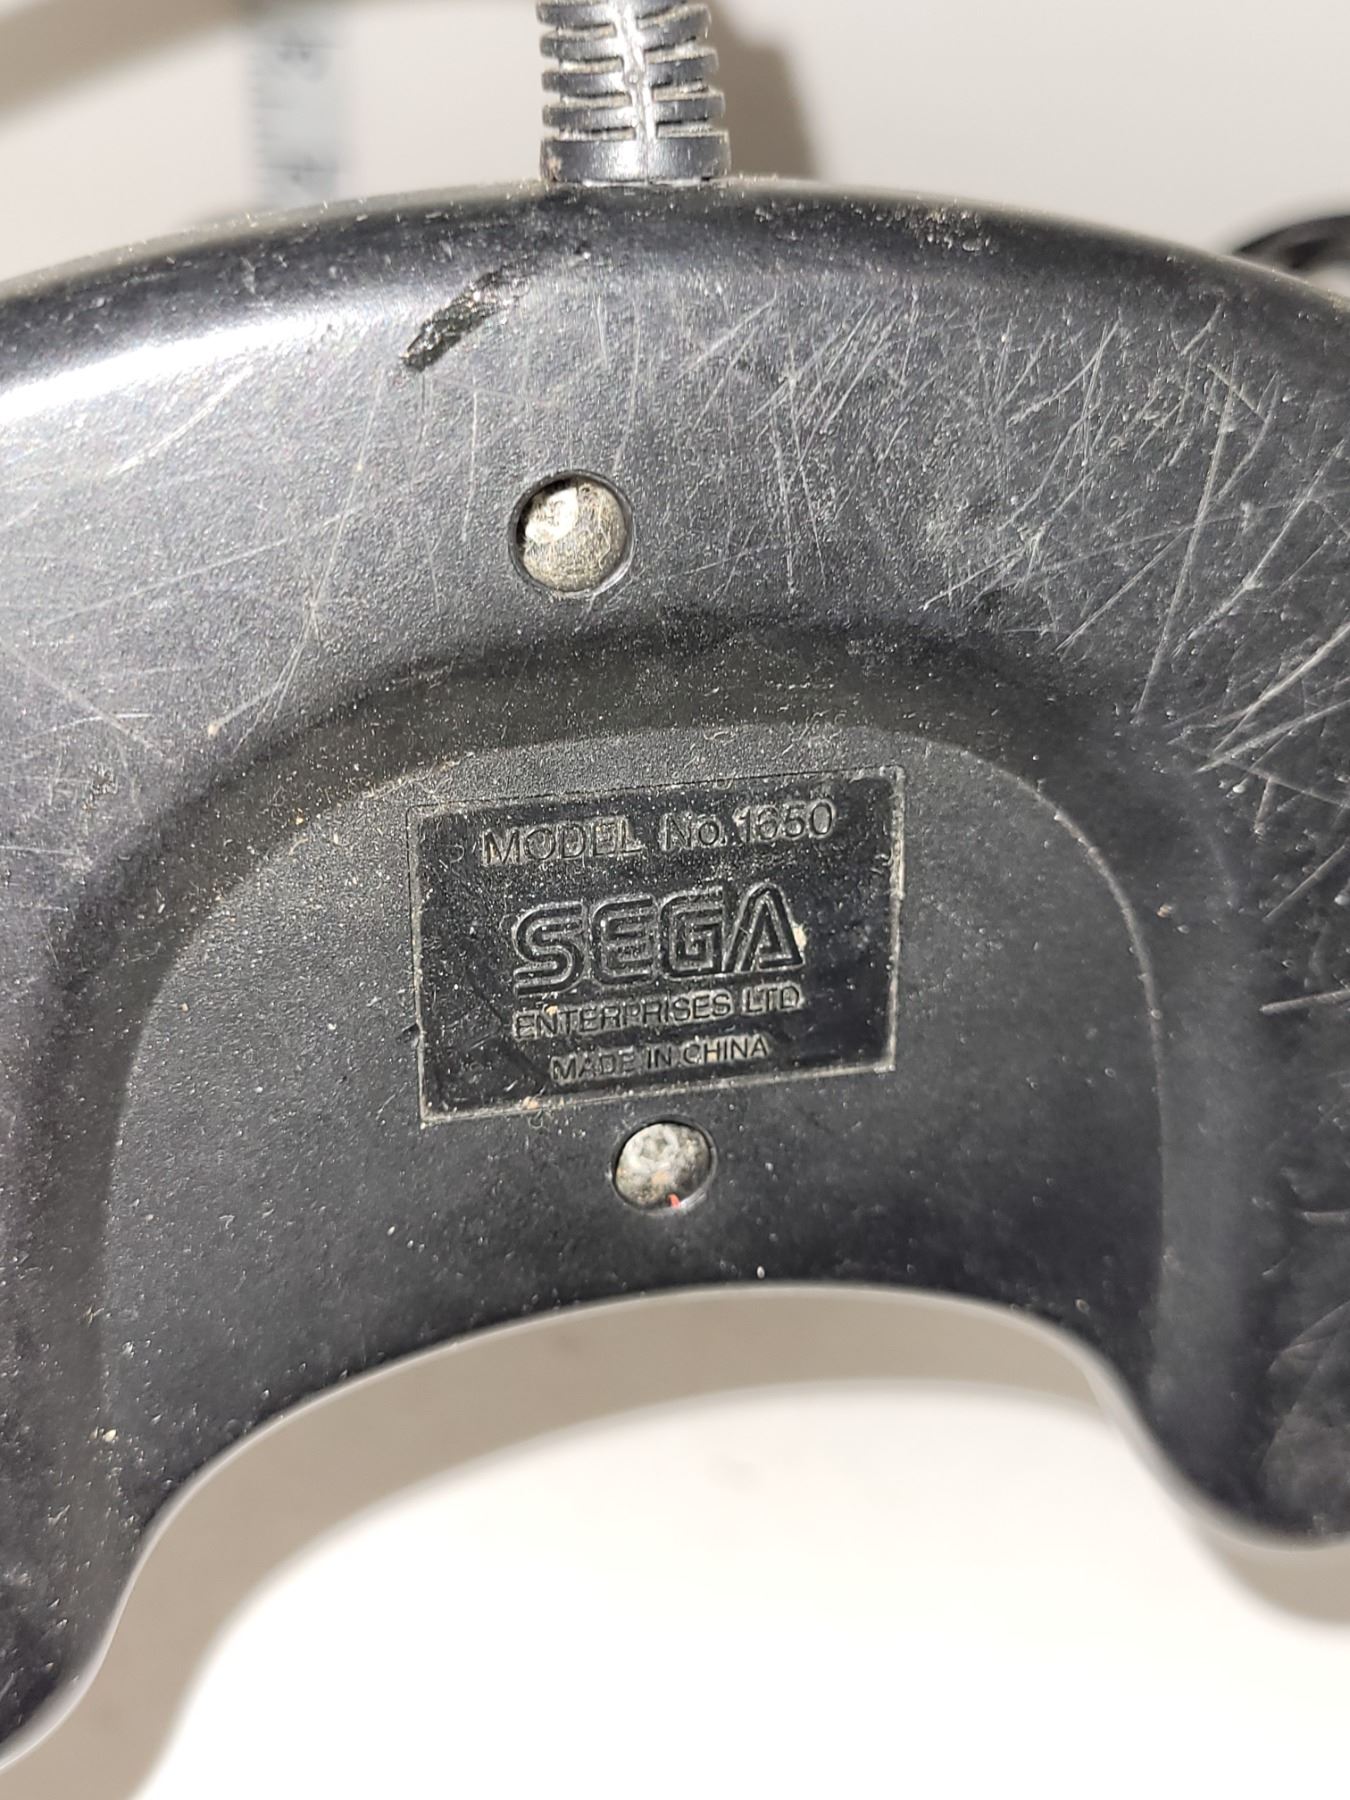 MODEL No.1650
SEGA
ENTERPRISES LTD
MADE IN CHINA